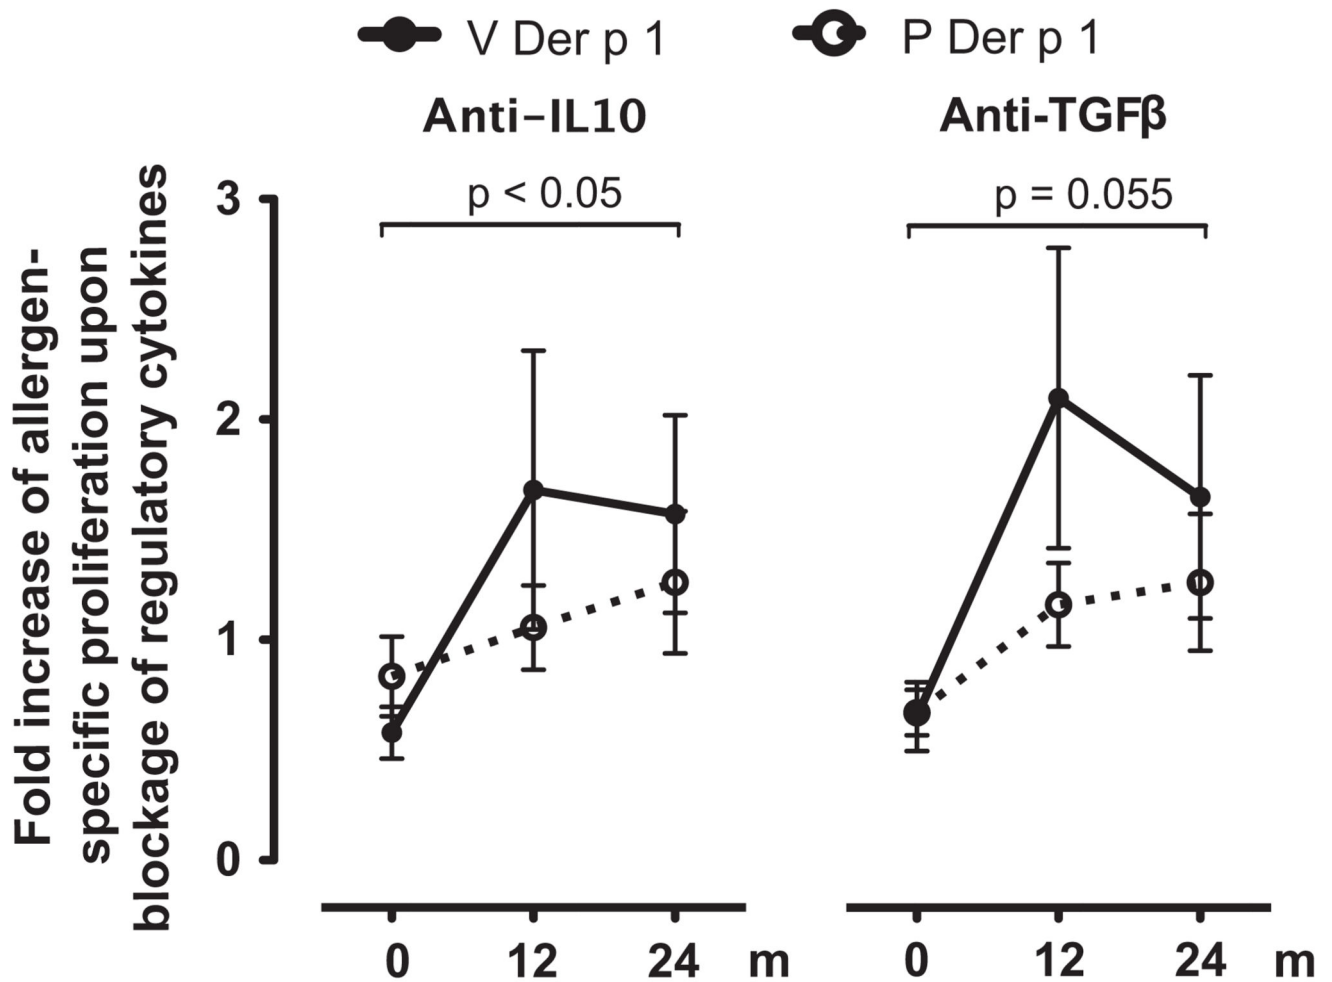 V Der p 1
P Der p 1
Anti–IL10
Anti-TGFβ
p < 0.05
p = 0.055
Fold increase of allergen-
specific proliferation upon
blockage of regulatory cytokines
3
2
1
0
0 12 24 m
0 12 24 m